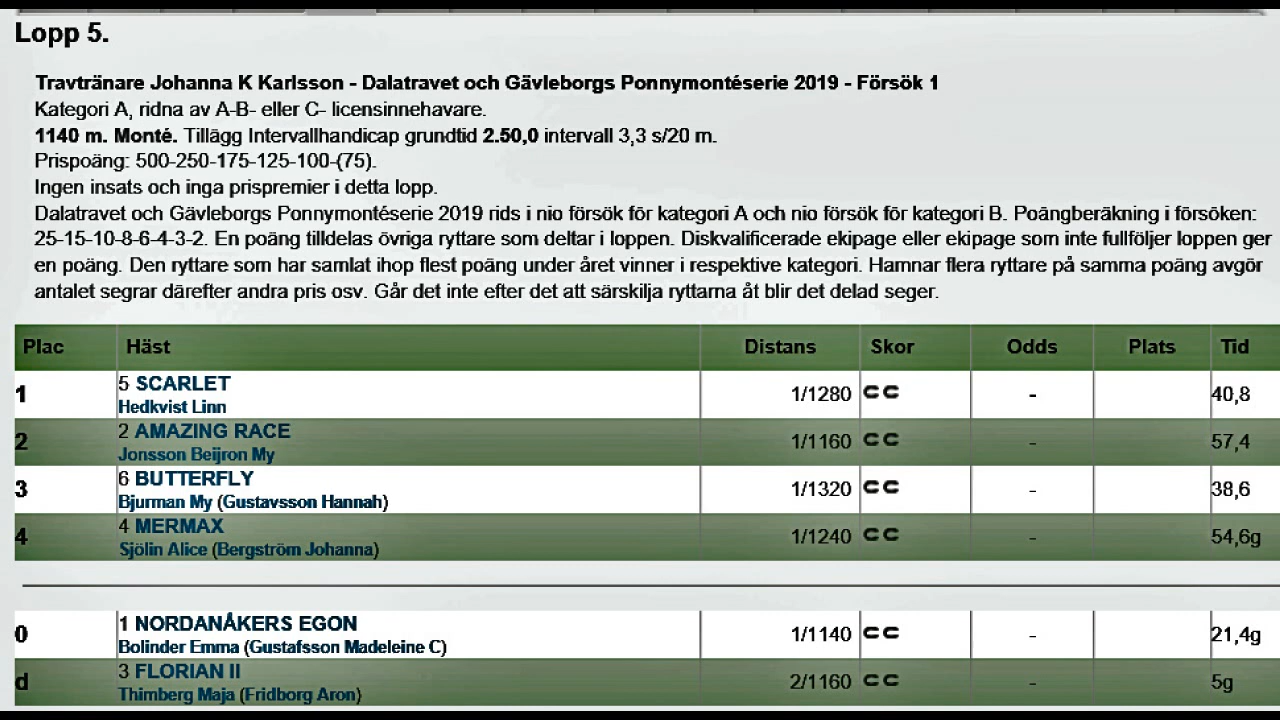 Lopp 5.
Travtränare Johanna K Karlsson - Dalatravet och Gävleborgs Ponnymontéserie 2019 - Försök 1
Kategori A, ridna av A-B- eller C- licensinnehavare.
1140 m. Monté. Tillägg Intervallhandicap grundtid 2.50,0 intervall 3,3 s/20 m.
Prispoäng: 500-250-175-125-100-(75).
Ingen insats och inga prispremier i detta lopp.
Dalatravet och Gävleborgs Ponnymontéserie 2019 rids i nio försök för kategori A och nio försök för kategori B. Poängberäkning i försöken:
25-15-10-8-6-4-3-2. En poäng tilldelas övriga ryttare som deltar i loppen. Diskvalificerade ekipage eller ekipage som inte fullföljer loppen ger
en poäng. Den ryttare som har samlat ihop flest poäng under året vinner i respektive kategori. Hamnar flera ryttare på samma poäng avgör
antalet segrar därefter andra pris osv. Går det inte efter det att särskilja ryttarna åt blir det delad seger.
Plac Häst Distans Skor Odds Plats Tid
1 5 SCARLET 1/1280 C C - 40,8
Hedkvist Linn
2 2 AMAZING RACE 1/1160 C C - 57,4
Jonsson Beijron My
3 6 BUTTERFLY 1/1320 C C - 38,6
Bjurman My (Gustavsson Hannah)
4 4 MERMAX 1/1240 C C - 54,6g
Sjölin Alice (Bergström Johanna)
0 1 NORDANÅKERS EGON 1/1140 C C - 21,4g
Bolinder Emma (Gustafsson Madeleine C)
d 3 FLORIAN II 2/1160 C C - 5g
Thimberg Maja (Fridborg Aron)